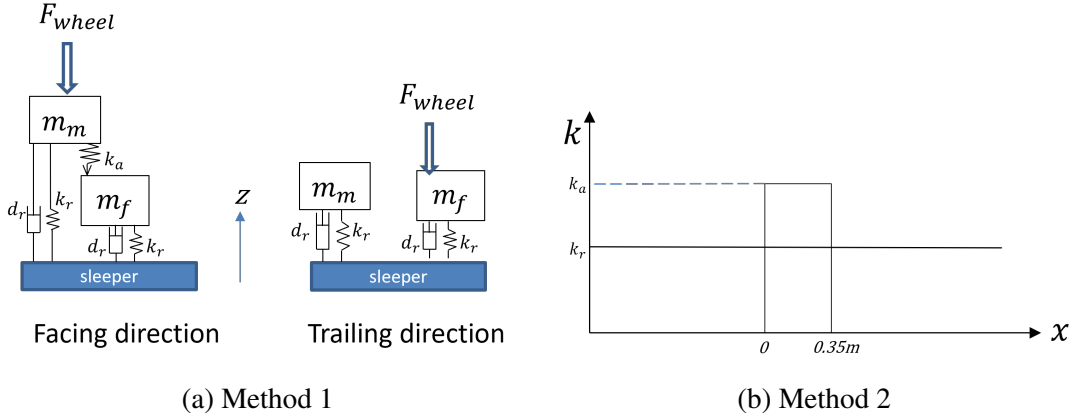 F_wheel
m_m
k_a
d_r
k_r
m_f
d_r
k_r
sleeper
Facing direction
z
F_wheel
m_m
m_f
d_r
k_r
d_r
k_r
sleeper
Trailing direction
(a) Method 1
k
k_a
k_r
0
0.35m
x
(b) Method 2